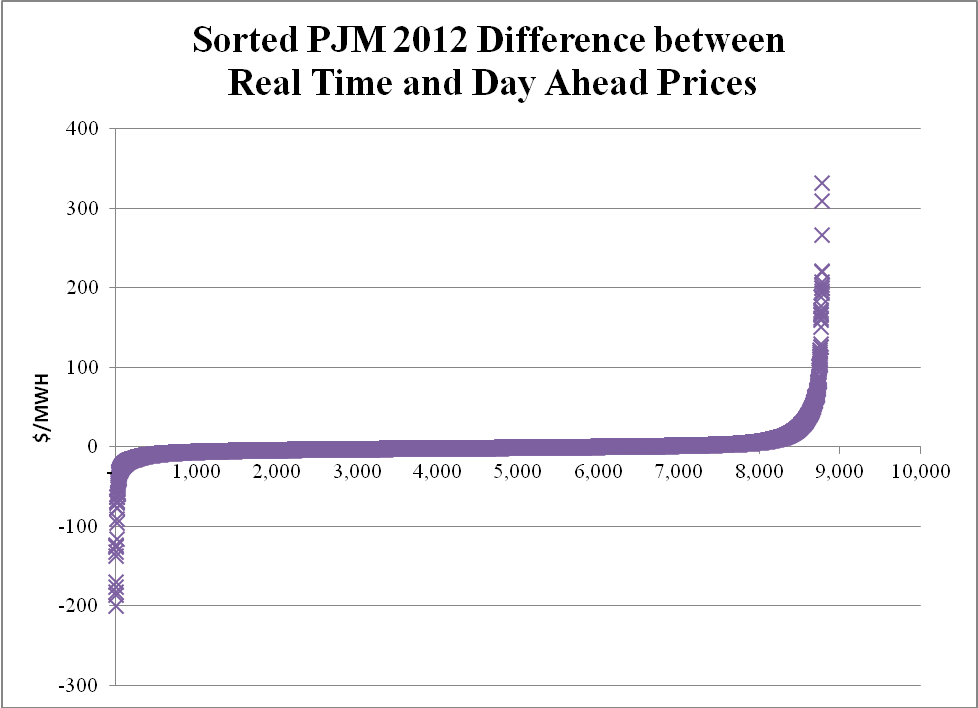 Sorted PJM 2012 Difference between
Real Time and Day Ahead Prices
400
300
200
100
$/MWH
0
- 1,000 2,000 3,000 4,000 5,000 6,000 7,000 8,000 9,000 10,000
-100
-200
-300